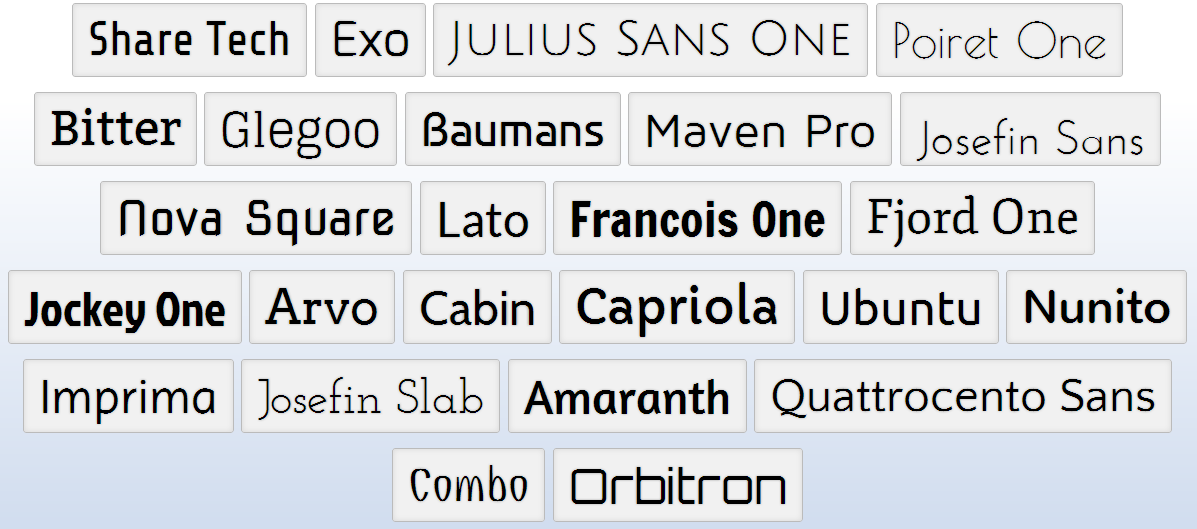 Share Tech Exo Julius Sans One Poiret One
Bitter Glegoo Baumans Maven Pro Josefin Sans
Nova Square Lato Francois One Fjord One
Jockey One Arvo Cabin Capriola Ubuntu Nunito
Imprima Josefin Slab Amaranth Quattrocento Sans
Combo Orbitron